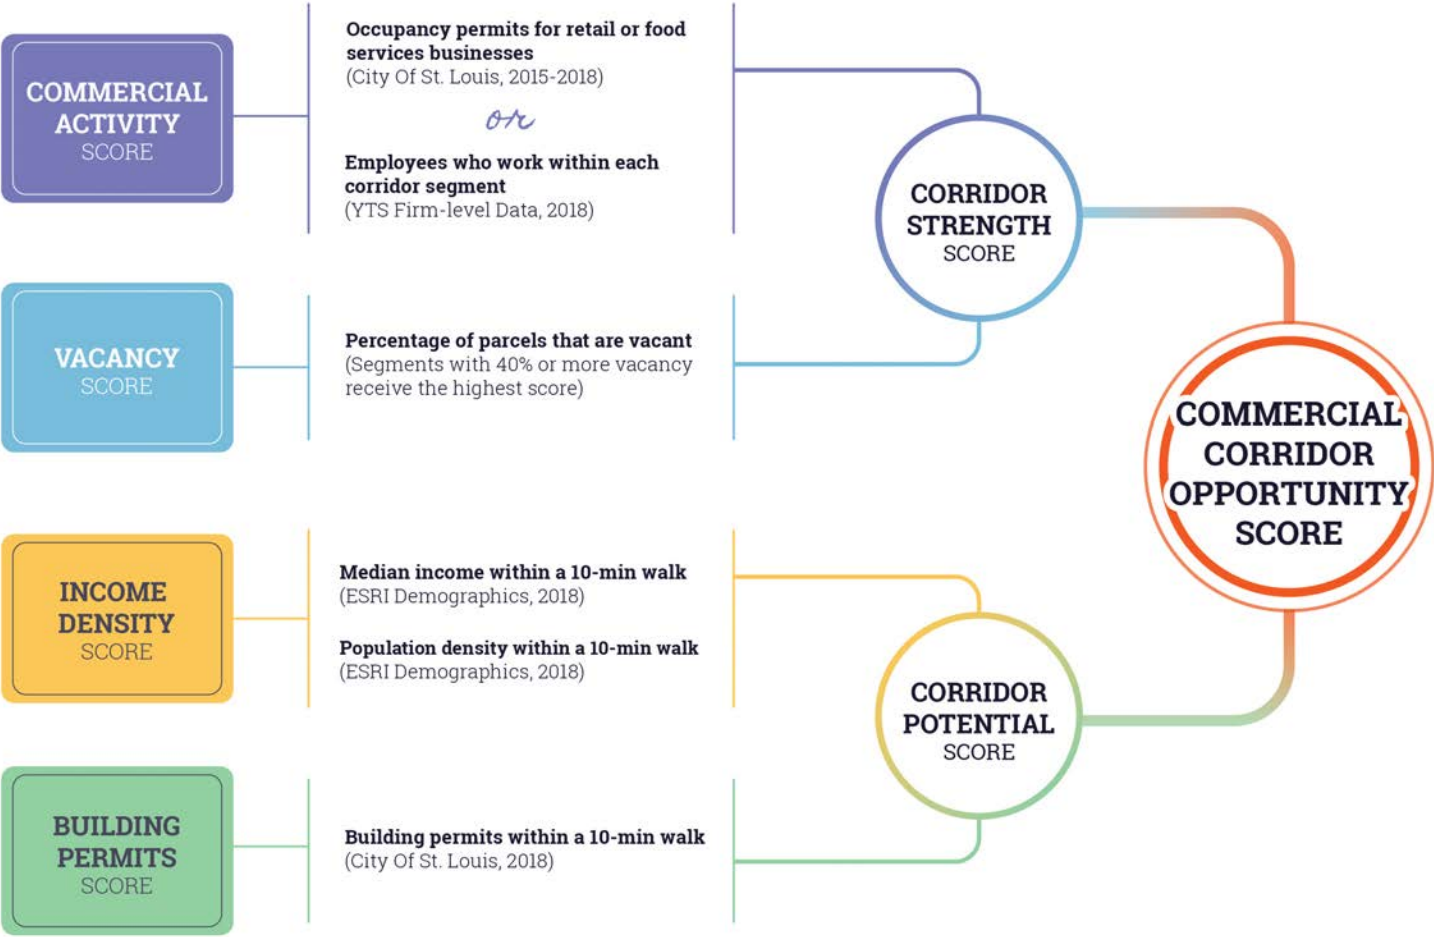 COMMERCIAL
ACTIVITY
SCORE
Occupancy permits for retail or food
services businesses
(City Of St. Louis, 2015-2018)
or
Employees who work within each
corridor segment
(YTS Firm-level Data, 2018)
VACANCY
SCORE
Percentage of parcels that are vacant
(Segments with 40% or more vacancy
receive the highest score)
CORRIDOR
STRENGTH
SCORE
INCOME
DENSITY
SCORE
Median income within a 10-min walk
(ESRI Demographics, 2018)
Population density within a 10-min walk
(ESRI Demographics, 2018)
BUILDING
PERMITS
SCORE
Building permits within a 10-min walk
(City Of St. Louis, 2018)
CORRIDOR
POTENTIAL
SCORE
COMMERCIAL
CORRIDOR
OPPORTUNITY
SCORE